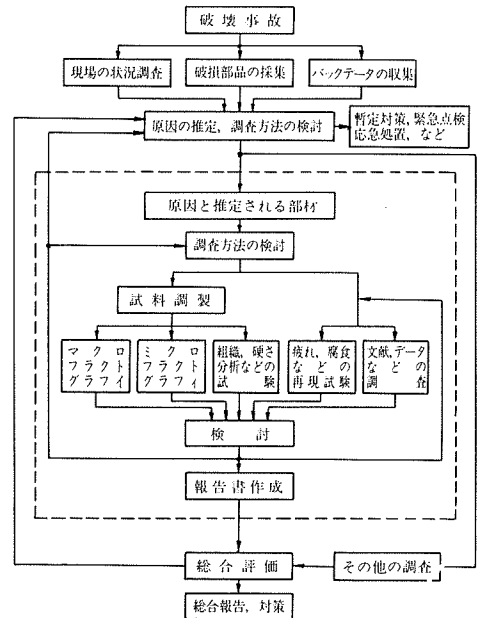 破壊事故
現場の状況調査
破損部品の採集
バックデータの収集
原因の推定,調査方法の検討
暫定対策,緊急点検
応急処置,など
原因と推定される部材
調査方法の検討
試料調製
マクロ
フラクト
グラフイ
ミクロ
フラクト
グラフィ
組織,硬さ
分析などの
試験
疲れ,腐食
などの
再現試験
文献,データ
などの
調査
検討
報告書作成
総合評価
その他の調査
総合報告,対策